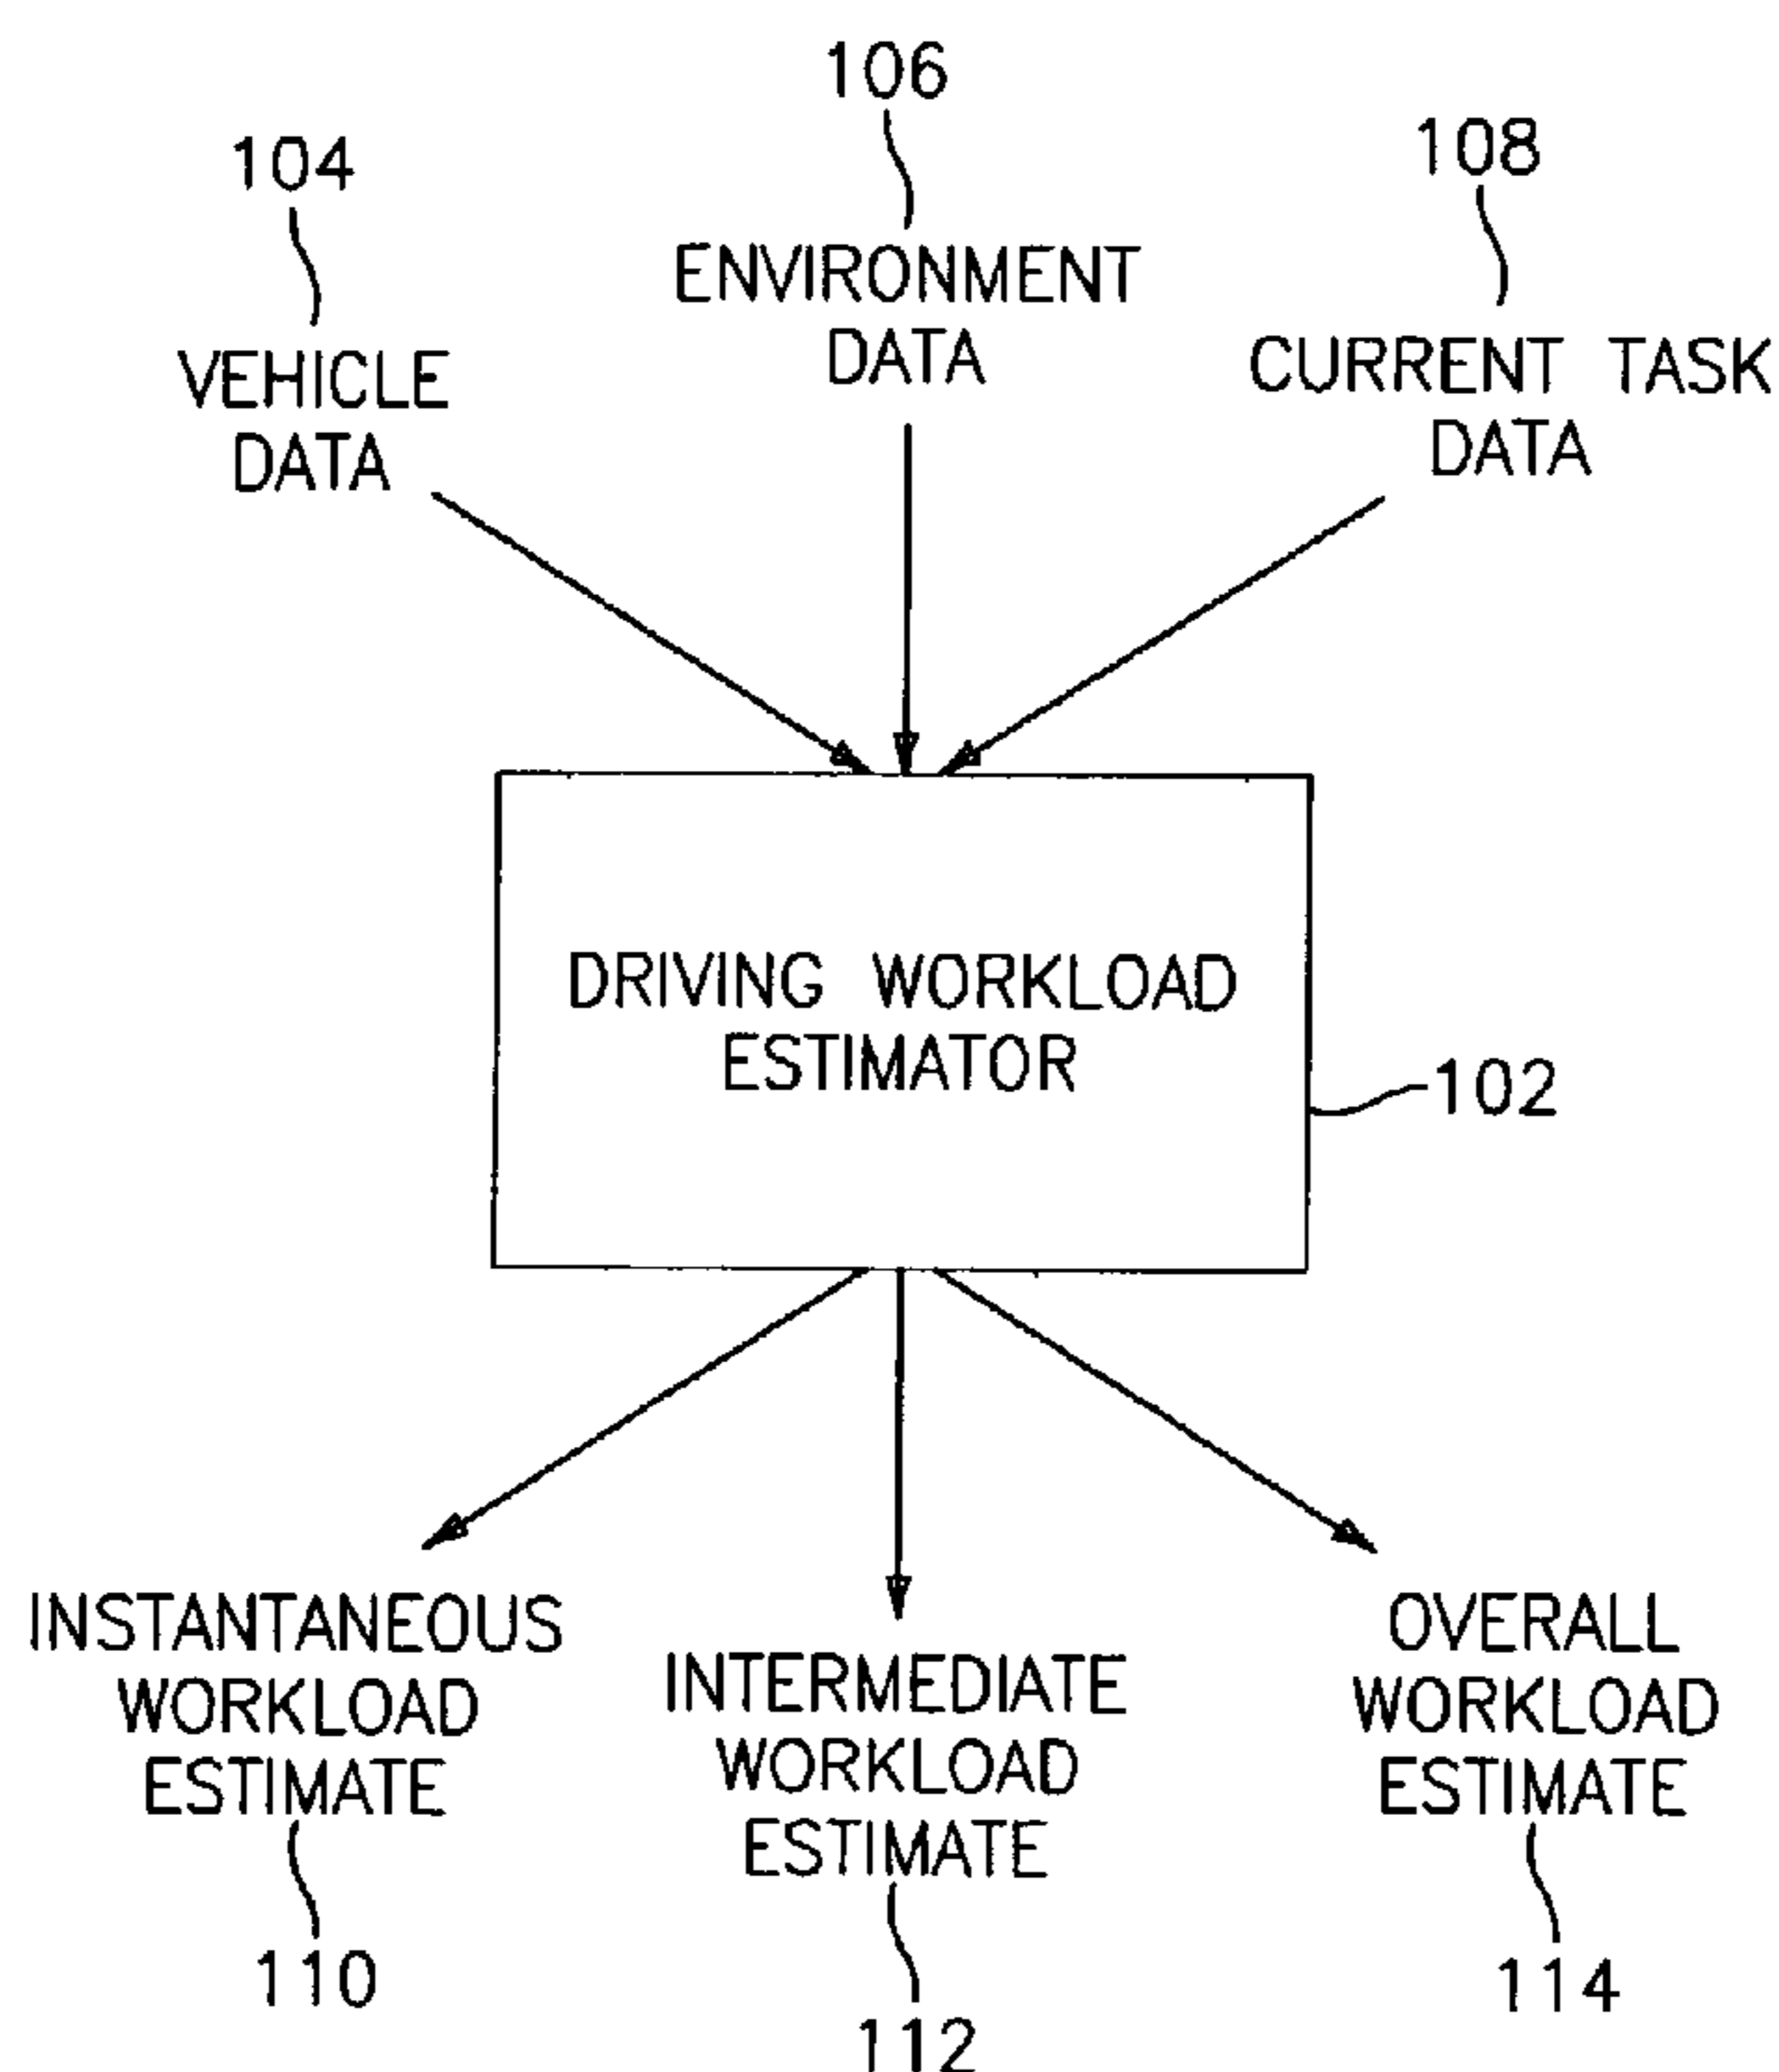 106
104
108
ENVIRONMENT
DATA
VEHICLE
DATA
CURRENT TASK
DATA
DRIVING WORKLOAD
ESTIMATOR
102
INSTANTANEOUS
WORKLOAD
ESTIMATE
INTERMEDIATE
WORKLOAD
ESTIMATE
OVERALL
WORKLOAD
ESTIMATE
110
112
114